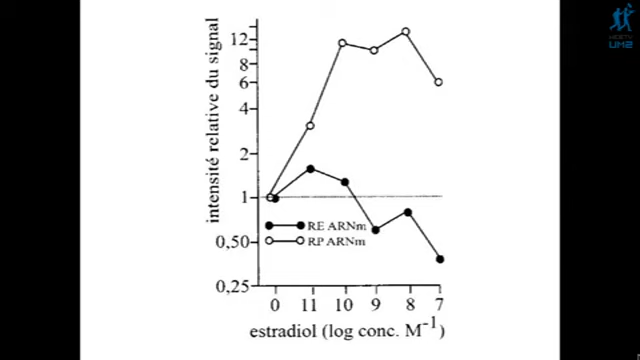 intensité relative du signal
12
8
6
4
2
1
0,50
0,25
RE ARNm
RP ARNm
0 11 10 9 8 7
estradiol (log conc. M⁻¹)
UM2